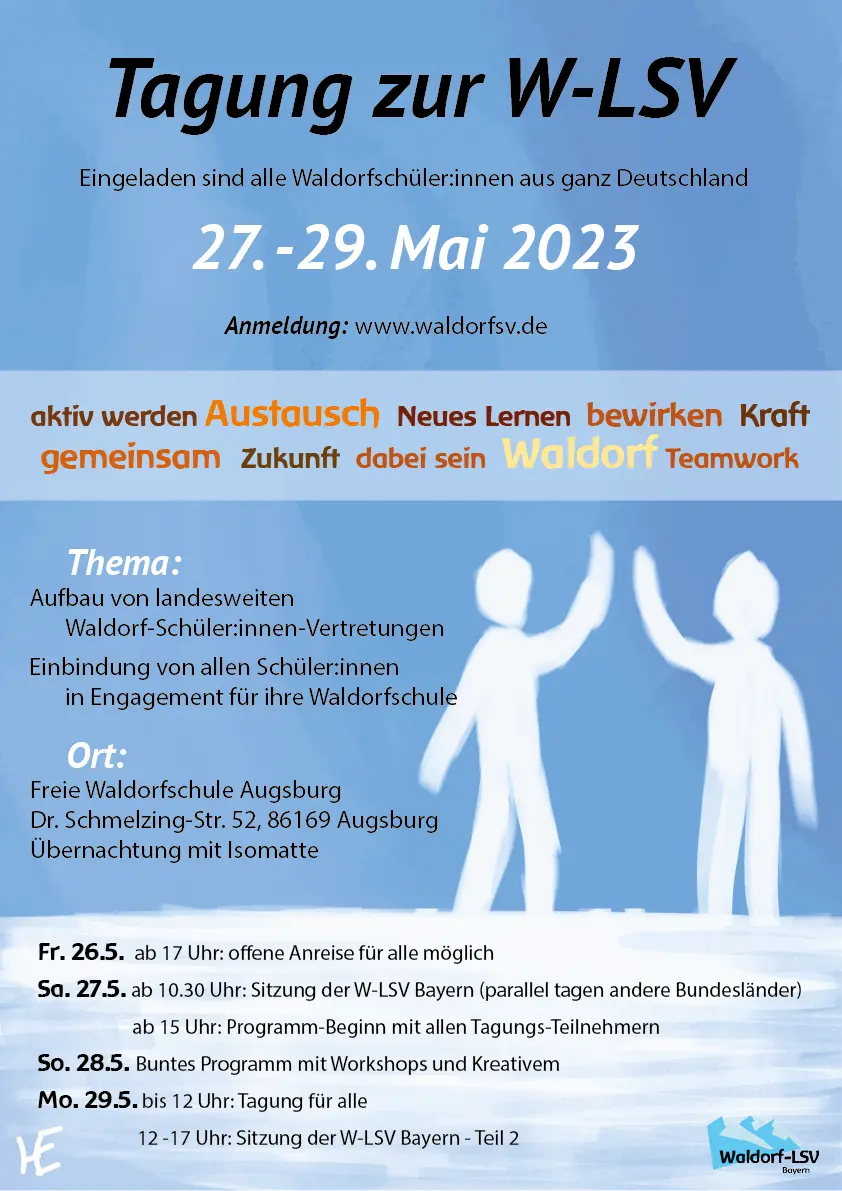 Tagung zur W-LSV
Eingeladen sind alle Waldorfschüler:innen aus ganz Deutschland
27. - 29. Mai 2023
Anmeldung: www.waldorfsv.de
aktiv werden Austausch Neues Lernen bewirken Kraft
gemeinsam Zukunft dabei sein Waldorf Teamwork
Thema:
Aufbau von landesweiten
Waldorf-Schüler:innen-Vertretungen
Einbindung von allen Schüler:innen
in Engagement für ihre Waldorfschule
Ort:
Freie Waldorfschule Augsburg
Dr. Schmelzing-Str. 52, 86169 Augsburg
Übernachtung mit Isomatte
Fr. 26.5. ab 17 Uhr: offene Anreise für alle möglich
Sa. 27.5. ab 10.30 Uhr: Sitzung der W-LSV Bayern (parallel tagen andere Bundesländer)
ab 15 Uhr: Programm-Beginn mit allen Tagungs-Teilnehmern
So. 28.5. Buntes Programm mit Workshops und Kreativem
Mo. 29.5. bis 12 Uhr: Tagung für alle
12 -17 Uhr: Sitzung der W-LSV Bayern - Teil 2
HE
Waldorf-LSV
Bayern